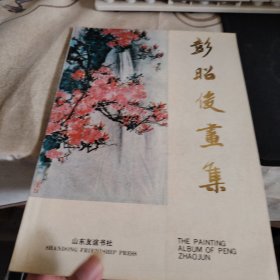 彭昭俊画集
山东友谊书社
SHANDONG FRIENDSHIP PRESS
THE PAINTING
ALBUM OF PENG
ZHAOJUN